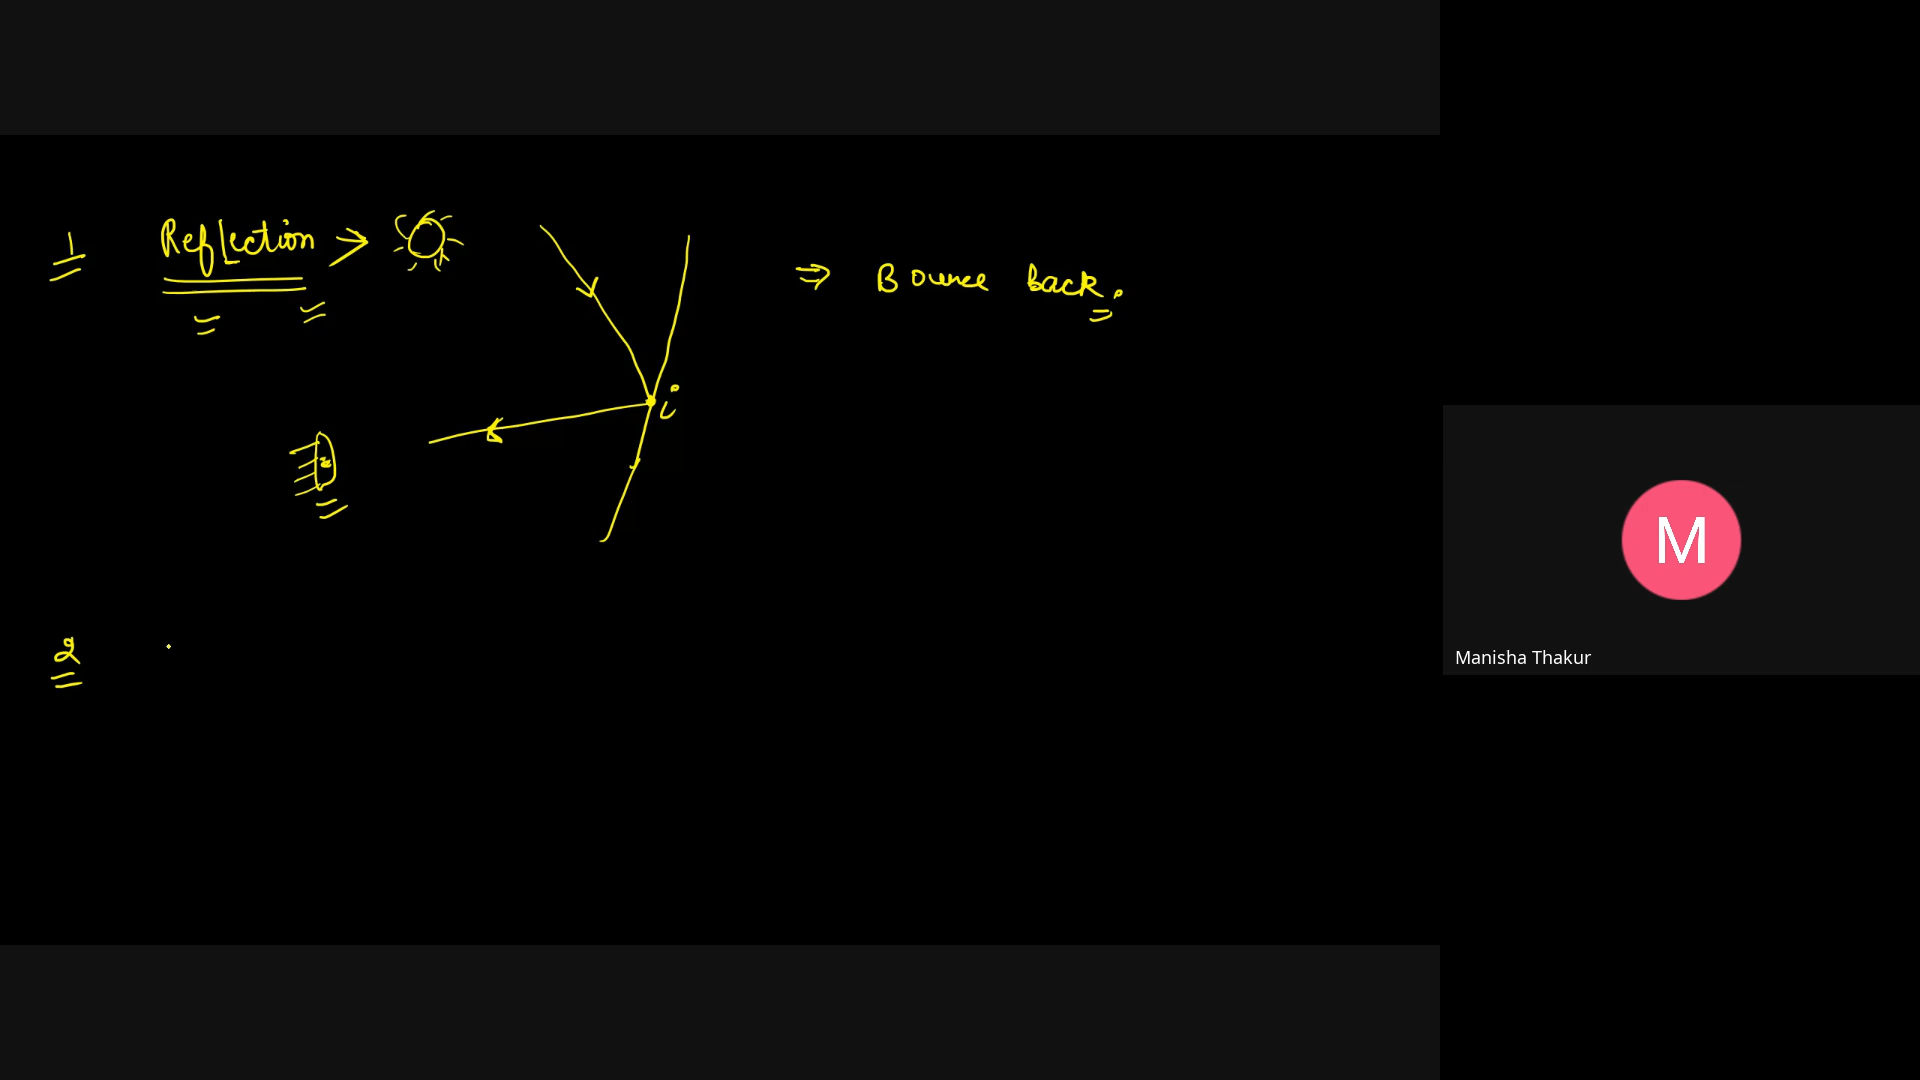 1 Reflection >
⇒ Bounce back.
i
2
M
Manisha Thakur